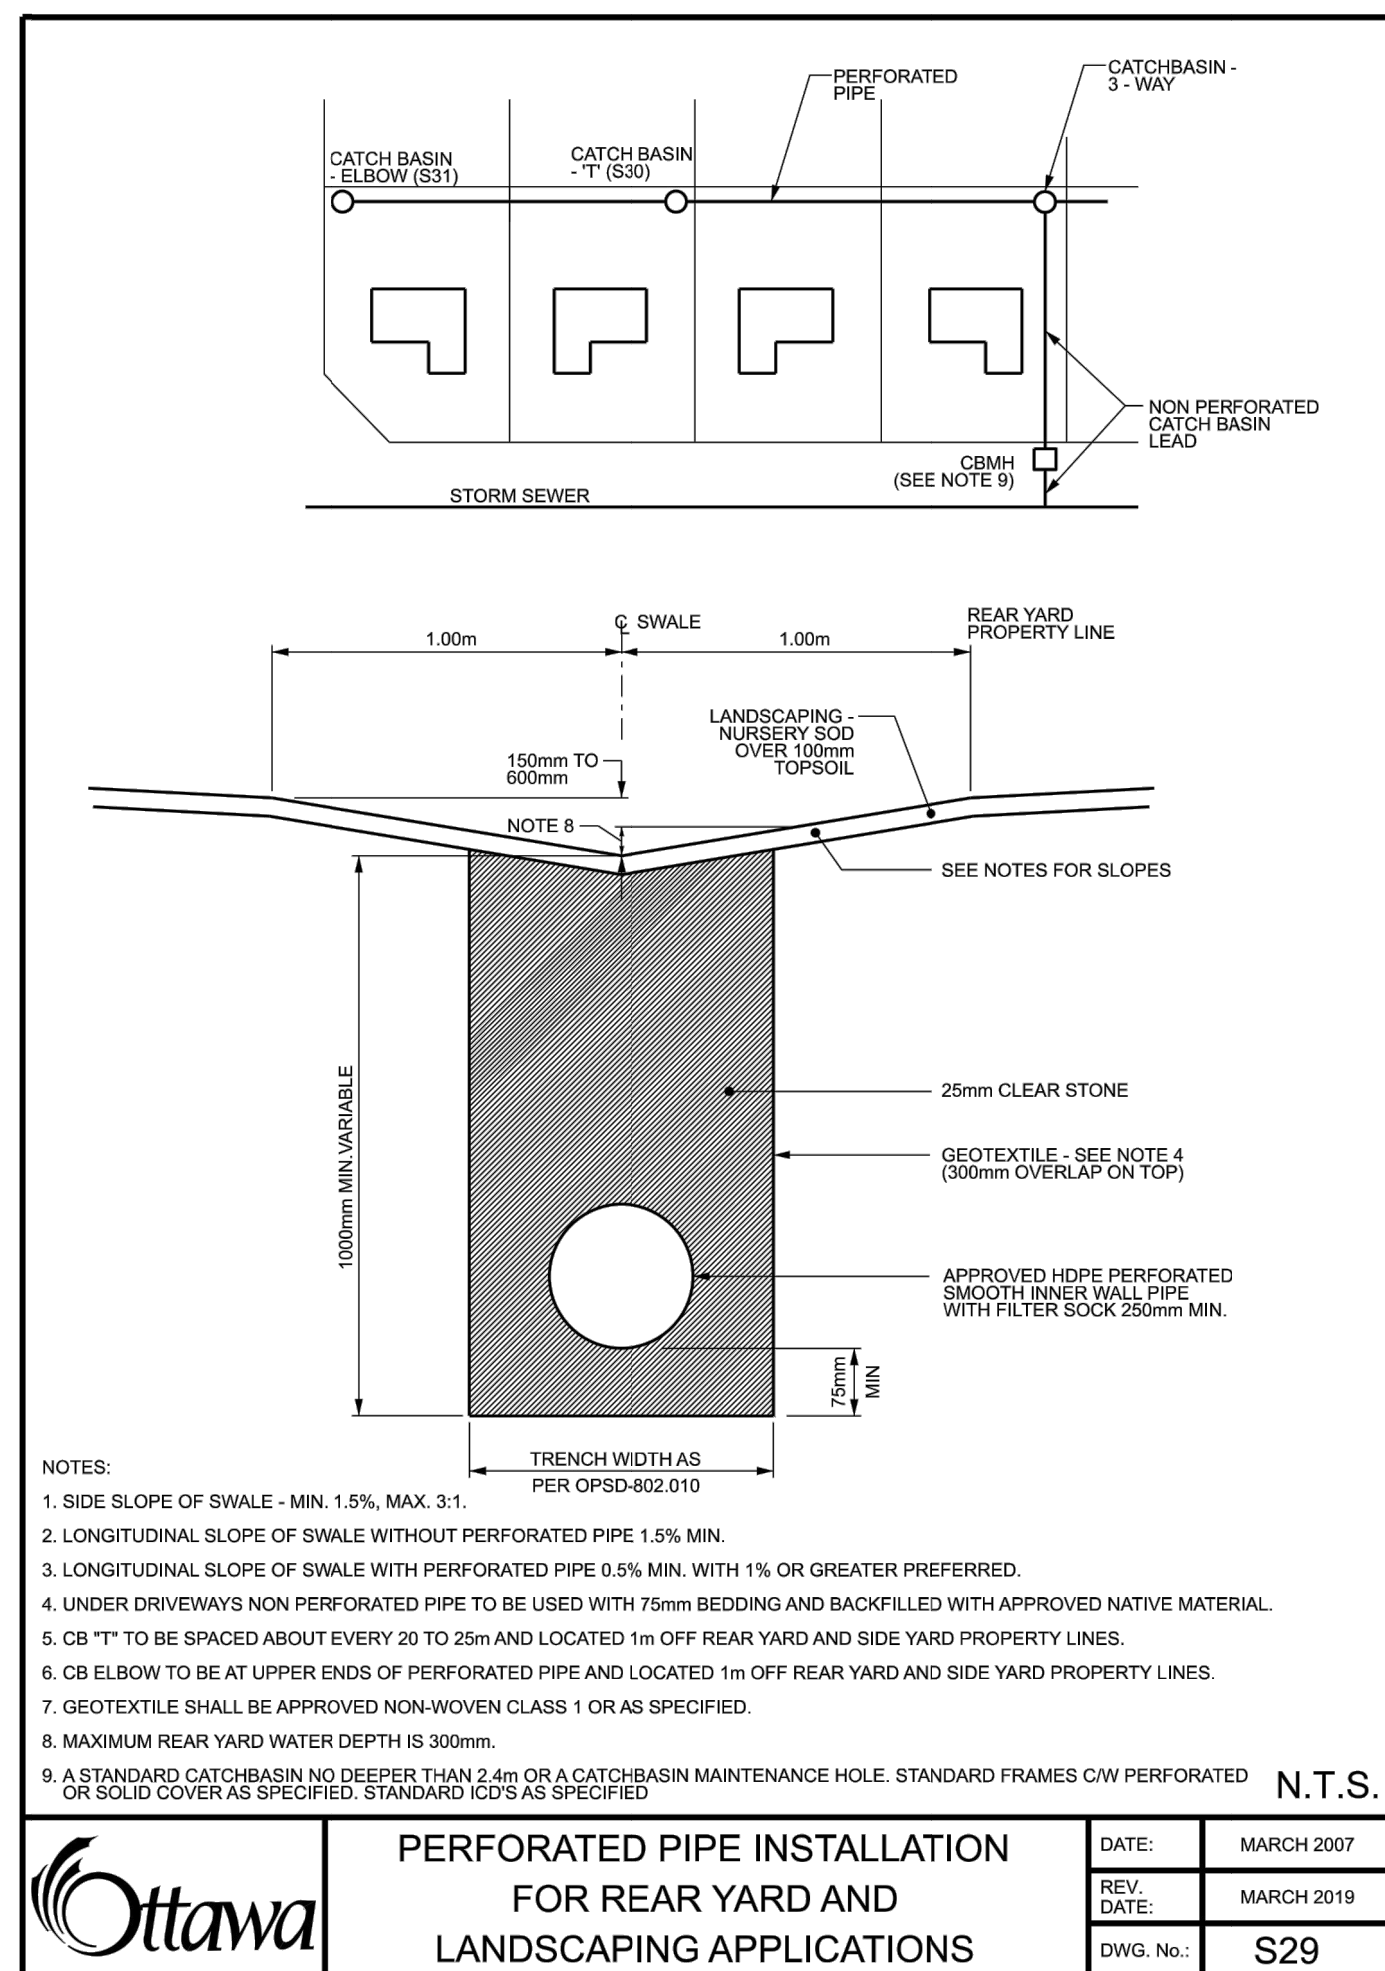 PERFORATED
PIPE
CATCHBASIN -
3 - WAY
CATCH BASIN
- ELBOW (S31)
CATCH BASIN
- 'T' (S30)
NON PERFORATED
CATCH BASIN
LEAD
CBMH
(SEE NOTE 9)
STORM SEWER
℄ SWALE
REAR YARD
PROPERTY LINE
1.00m
1.00m
LANDSCAPING -
NURSERY SOD
OVER 100mm
TOPSOIL
150mm TO
600mm
NOTE 8
SEE NOTES FOR SLOPES
1000mm MIN. VARIABLE
25mm CLEAR STONE
GEOTEXTILE - SEE NOTE 4
(300mm OVERLAP ON TOP)
APPROVED HDPE PERFORATED
SMOOTH INNER WALL PIPE
WITH FILTER SOCK 250mm MIN.
75mm
MIN
TRENCH WIDTH AS
PER OPSD-802.010
NOTES:
1. SIDE SLOPE OF SWALE - MIN. 1.5%, MAX. 3:1.
2. LONGITUDINAL SLOPE OF SWALE WITHOUT PERFORATED PIPE 1.5% MIN.
3. LONGITUDINAL SLOPE OF SWALE WITH PERFORATED PIPE 0.5% MIN. WITH 1% OR GREATER PREFERRED.
4. UNDER DRIVEWAYS NON PERFORATED PIPE TO BE USED WITH 75mm BEDDING AND BACKFILLED WITH APPROVED NATIVE MATERIAL.
5. CB "T" TO BE SPACED ABOUT EVERY 20 TO 25m AND LOCATED 1m OFF REAR YARD AND SIDE YARD PROPERTY LINES.
6. CB ELBOW TO BE AT UPPER ENDS OF PERFORATED PIPE AND LOCATED 1m OFF REAR YARD AND SIDE YARD PROPERTY LINES.
7. GEOTEXTILE SHALL BE APPROVED NON-WOVEN CLASS 1 OR AS SPECIFIED.
8. MAXIMUM REAR YARD WATER DEPTH IS 300mm.
9. A STANDARD CATCHBASIN NO DEEPER THAN 2.4m OR A CATCHBASIN MAINTENANCE HOLE. STANDARD FRAMES C/W PERFORATED
OR SOLID COVER AS SPECIFIED. STANDARD ICD'S AS SPECIFIED
N.T.S.
Ottawa
PERFORATED PIPE INSTALLATION
FOR REAR YARD AND
LANDSCAPING APPLICATIONS
DATE: MARCH 2007
REV.
DATE: MARCH 2019
DWG. No.: S29